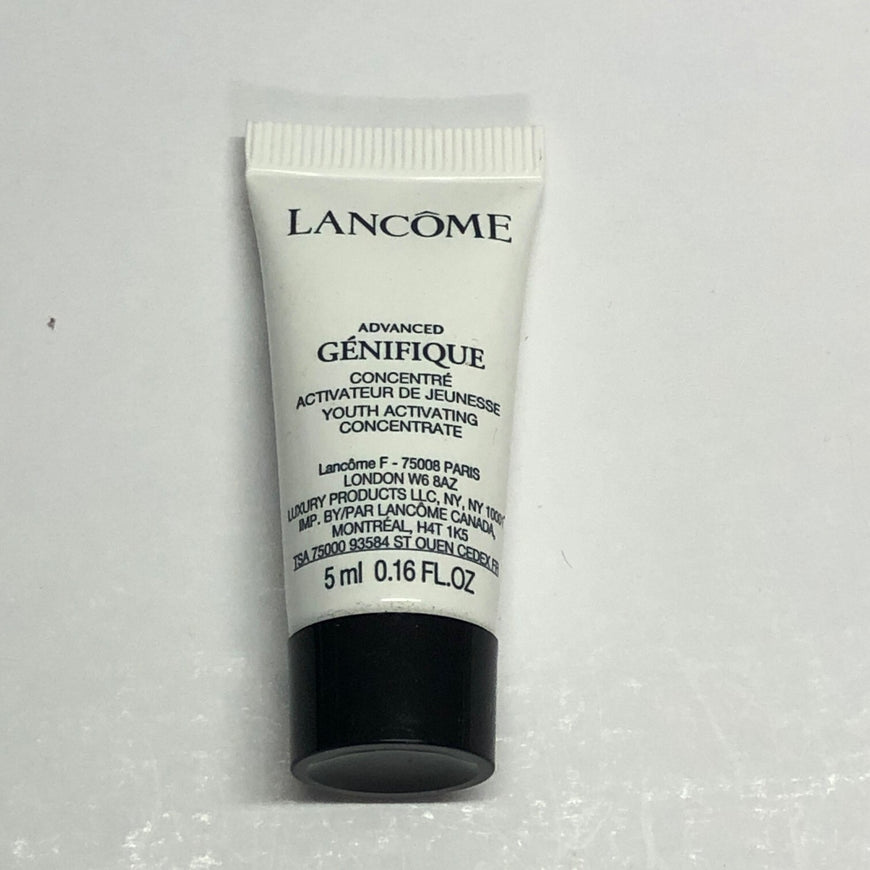 LANCÔME
ADVANCED
GÉNIFIQUE
CONCENTRÉ
ACTIVATEUR DE JEUNESSE
YOUTH ACTIVATING
CONCENTRATE
Lancôme F - 75008 PARIS
LONDON W6 8AZ
LUXURY PRODUCTS LLC, NY, NY 10001
IMP. BY/PAR LANCÔME CANADA,
MONTRÉAL, H4T 1K5
TSA 75000 93584 ST OUEN CEDEX FR
5 ml 0.16 FL.OZ